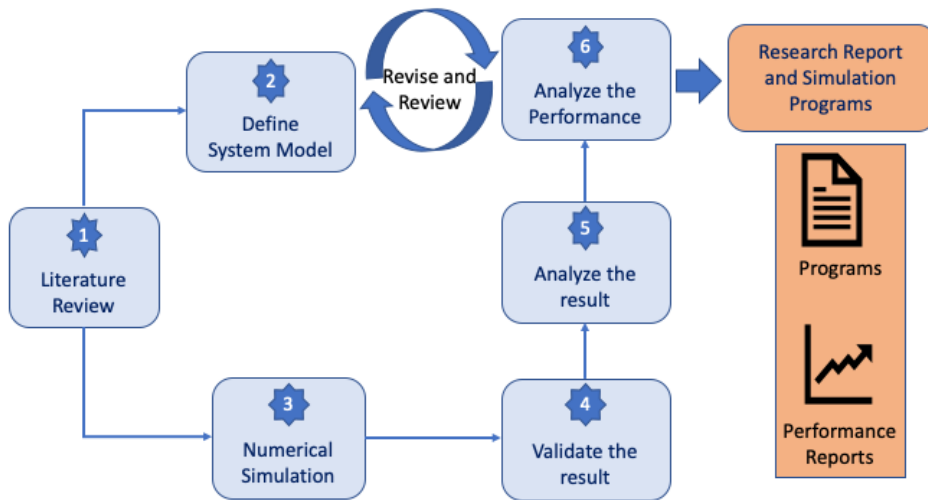 1
Literature
Review
2
Define
System Model
Revise and
Review
3
Numerical
Simulation
4
Validate the
result
5
Analyze the
result
6
Analyze the
Performance
Research Report
and Simulation
Programs
Programs
Performance
Reports